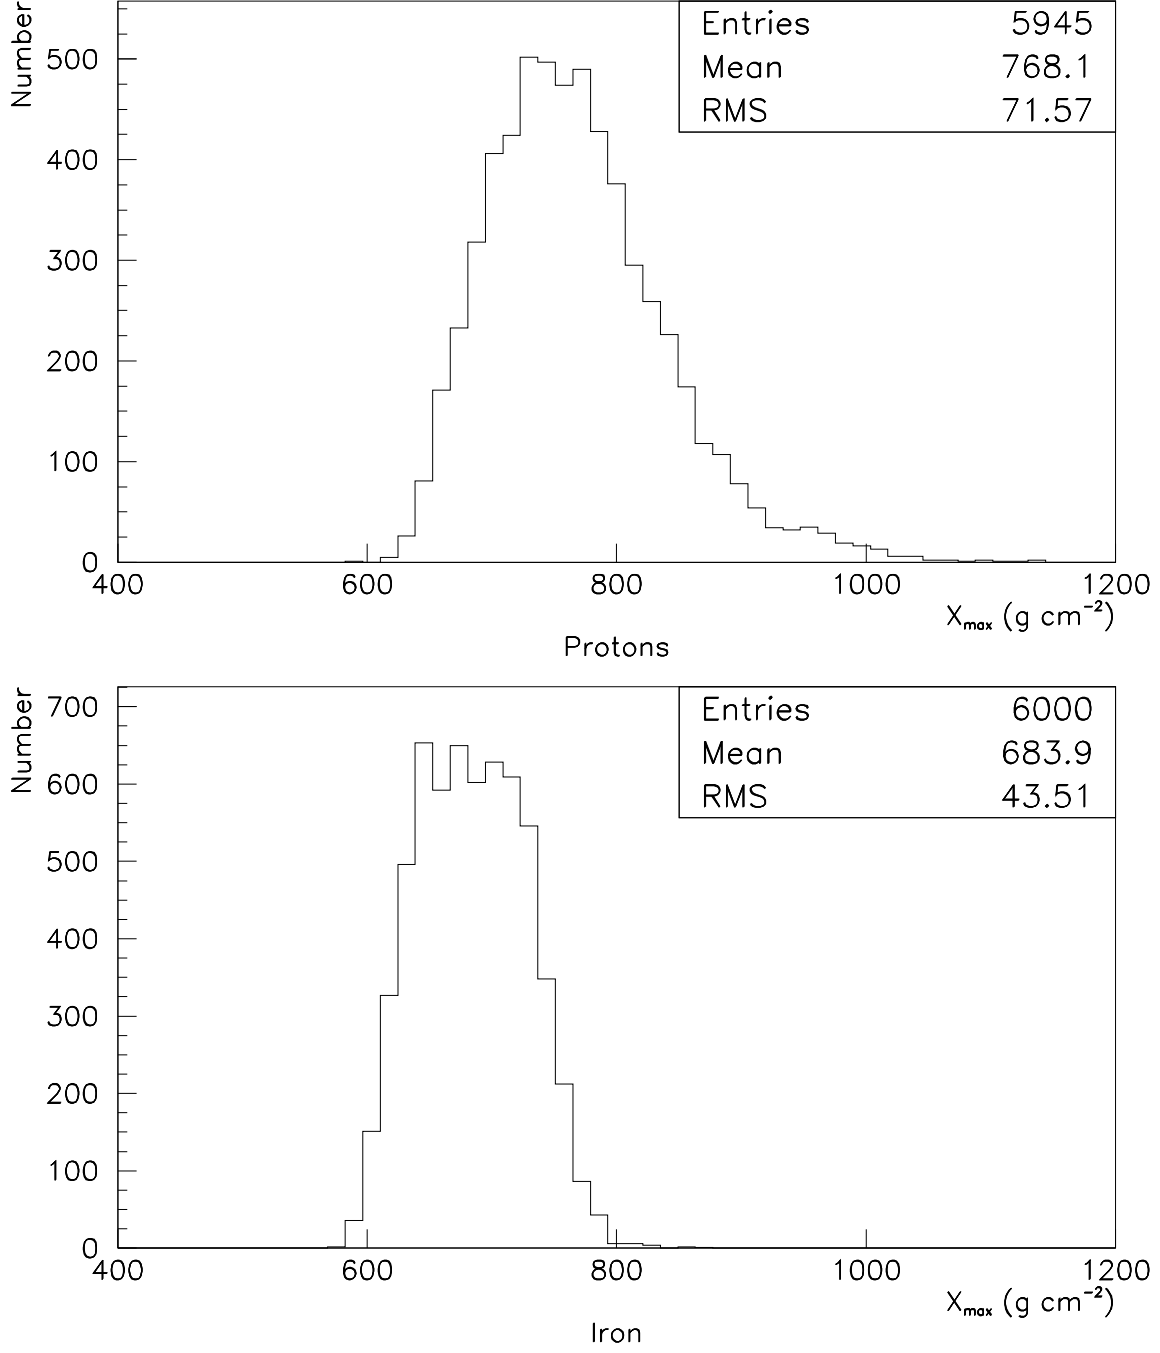 Number
Entries 5945
Mean 768.1
RMS 71.57
500
400
300
200
100
0
400 600 800 1000 1200
Xmax (g cm−2)
Protons
Number
Entries 6000
Mean 683.9
RMS 43.51
700
600
500
400
300
200
100
0
400 600 800 1000 1200
Xmax (g cm−2)
Iron